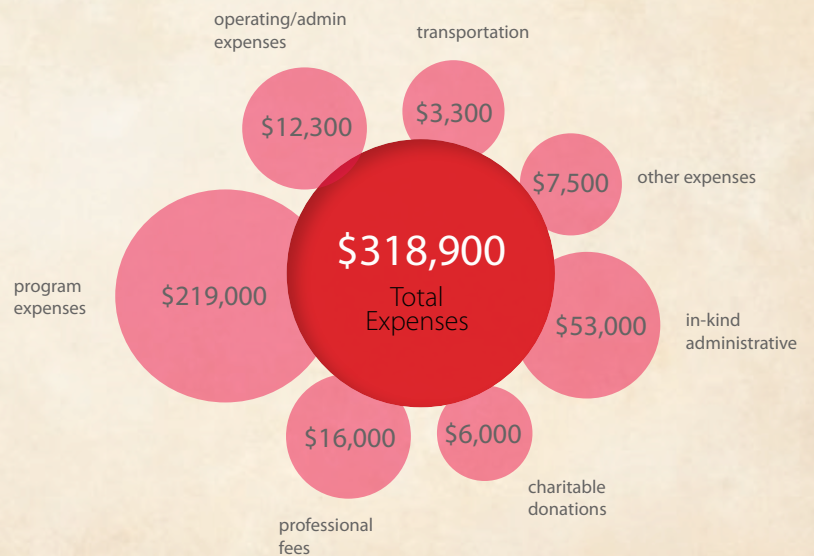 operating/admin
expenses
$12,300
transportation
$3,300
$7,500
other expenses
$318,900
Total
Expenses
program
expenses
$219,000
$53,000
in-kind
administrative
$16,000
professional
fees
$6,000
charitable
donations